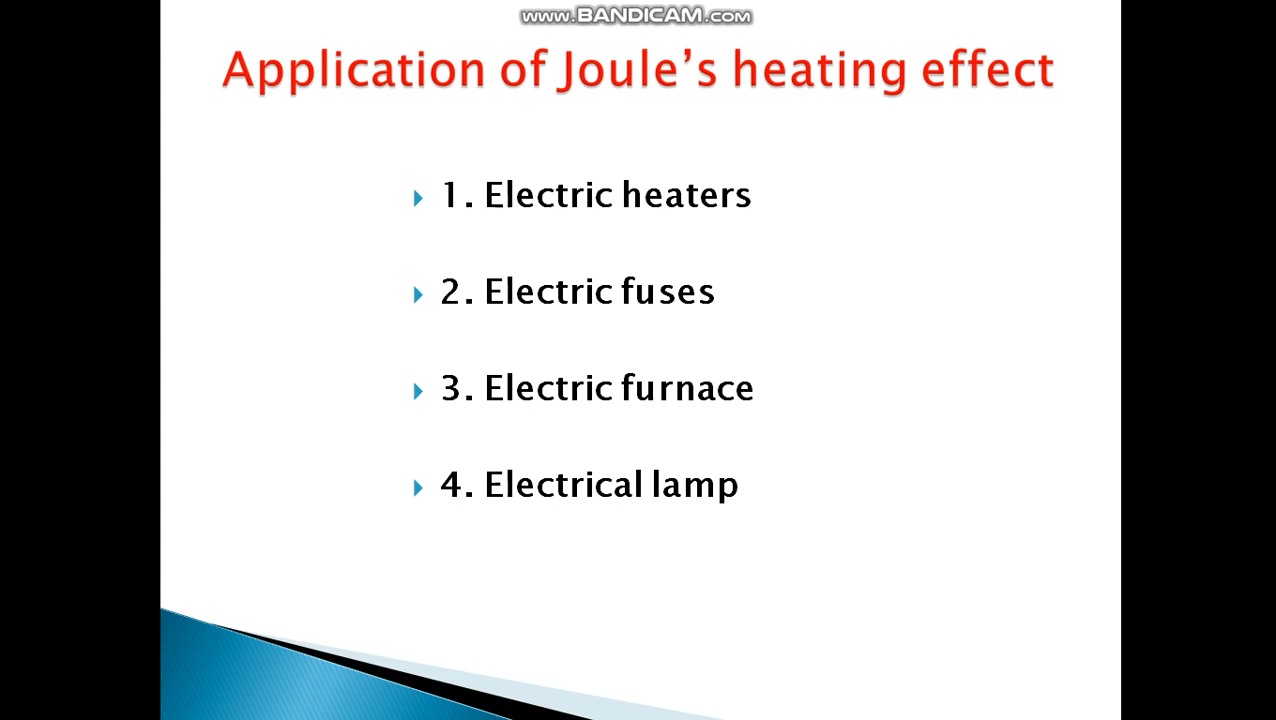 www.BANDICAM.com
Application of Joule’s heating effect
1. Electric heaters
2. Electric fuses
3. Electric furnace
4. Electrical lamp